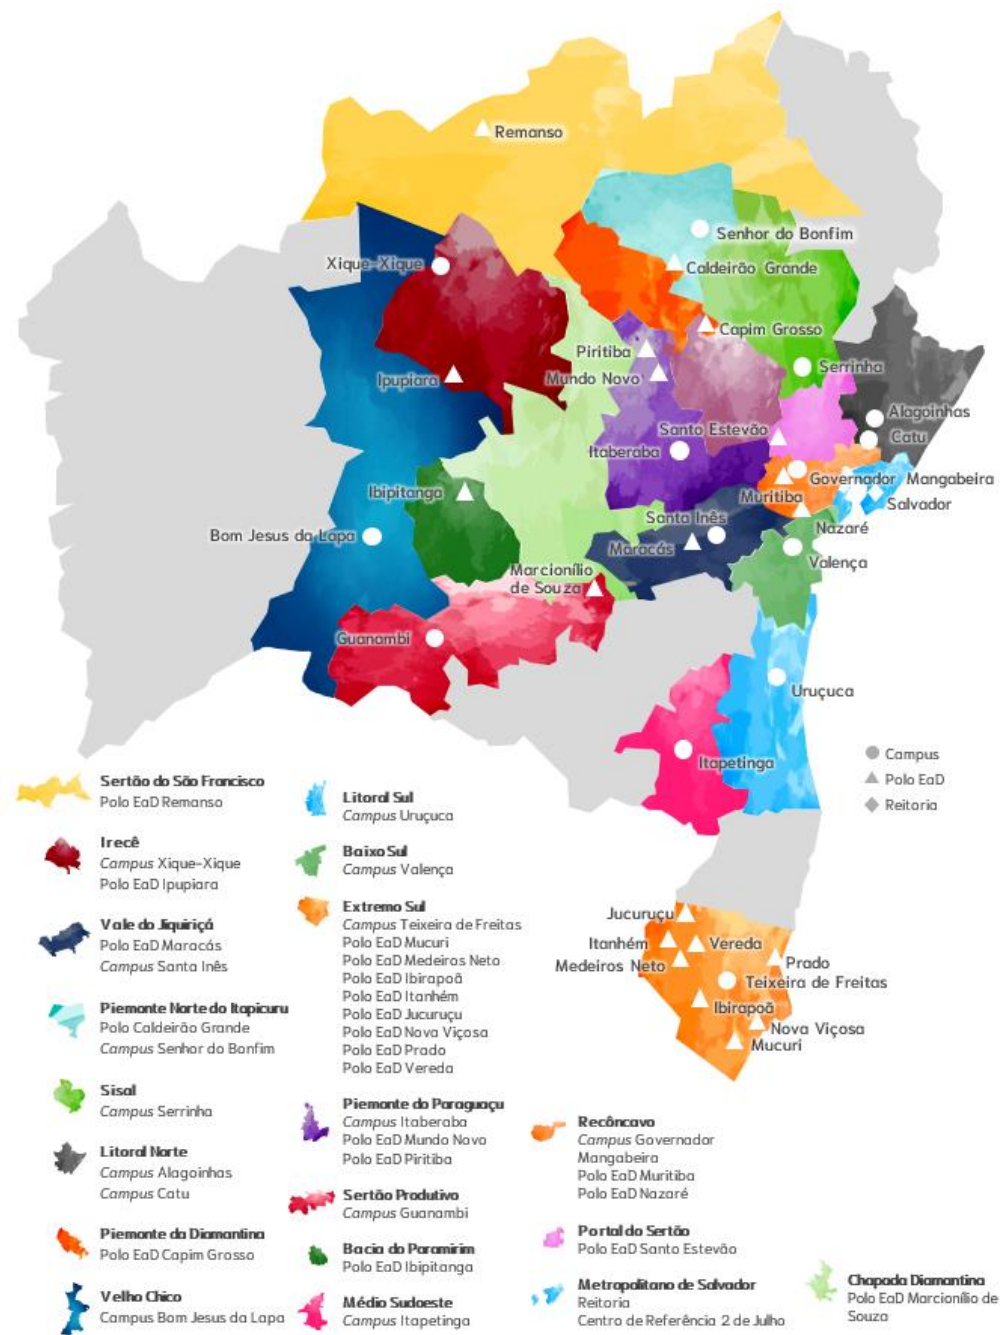 Remanso
Senhor do Bonfim
Xique-Xique
Caldeirão Grande
Capim Grosso
Piritiba
Mundo Novo
Ipupiara
Serrinha
Alagoinhas
Santo Estevão
Catu
Itaberaba
Governador Mangabeira
Ibipitanga
Muritiba
Salvador
Santa Inês
Nazaré
Bom Jesus da Lapa
Maracás
Valença
Marcionílio
de Souza
Guanambi
Uruçuca
Itapetinga
Campus
Polo EaD
Reitoria
Jucuruçu
Itanhém
Vereda
Medeiros Neto
Prado
Teixeira de Freitas
Ibirapoã
Nova Viçosa
Mucuri
Sertão do São Francisco
Polo EaD Remanso
Irecê
Campus Xique-Xique
Polo EaD Ipupiara
Vale do Jiquiriçá
Polo EaD Maracás
Campus Santa Inês
Piemonte Norte do Itapicuru
Polo Caldeirão Grande
Campus Senhor do Bonfim
Sisal
Campus Serrinha
Litoral Norte
Campus Alagoinhas
Campus Catu
Piemonte da Diamantina
Polo EaD Capim Grosso
Velho Chico
Campus Bom Jesus da Lapa
Litoral Sul
Campus Uruçuca
Baixo Sul
Campus Valença
Extremo Sul
Campus Teixeira de Freitas
Polo EaD Mucuri
Polo EaD Medeiros Neto
Polo EaD Ibirapoã
Polo EaD Itanhém
Polo EaD Jucuruçu
Polo EaD Nova Viçosa
Polo EaD Prado
Polo EaD Vereda
Piemonte do Paraguaçu
Campus Itaberaba
Polo EaD Mundo Novo
Polo EaD Piritiba
Sertão Produtivo
Campus Guanambi
Bacia do Paramirim
Polo EaD Ibipitanga
Médio Sudoeste
Campus Itapetinga
Recôncavo
Campus Governador
Mangabeira
Polo EaD Muritiba
Polo EaD Nazaré
Portal do Sertão
Polo EaD Santo Estevão
Metropolitano de Salvador
Reitoria
Centro de Referência 2 de Julho
Chapada Diamantina
Polo EaD Marcionílio de
Souza